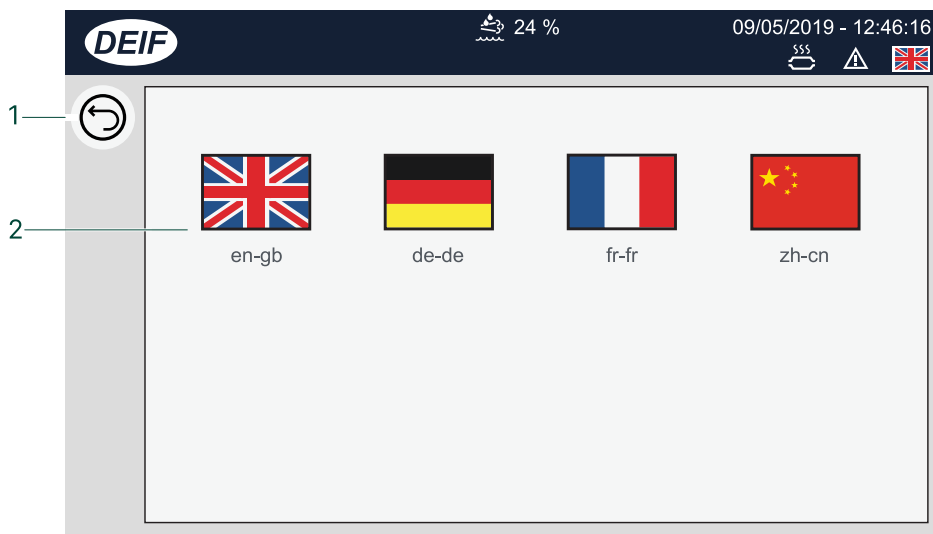 DEIF
24 %
09/05/2019 - 12:46:16
1
2
en-gb
de-de
fr-fr
zh-cn